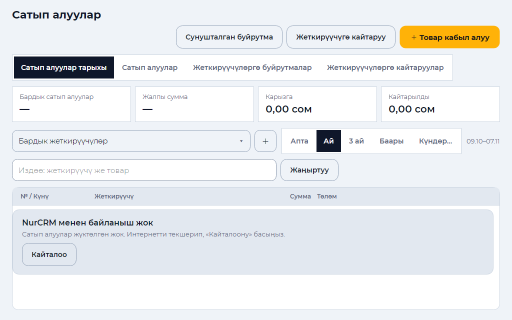 Сатып алуулар
Сунушталган буйрутма
Жеткирүүчүгө кайтаруу
+ Товар кабыл алуу
Сатып алуулар тарыхы
Сатып алуулар
Жеткирүүчүлөргө буйрутмалар
Жеткирүүчүлөргө кайтаруулар
Бардык сатып алуулар
—
Жалпы сумма
—
Карызга
0,00 сом
Кайтарылды
0,00 сом
Бардык жеткирүүчүлөр
+
Апта
Ай
3 ай
Баары
Күндөр...
09.10–07.11
Издөө: жеткирүүчү же товар
Жаңыртуу
№ / Күнү
Жеткирүүчү
Сумма
Төлөм
NurCRM менен байланыш жок
Сатып алуулар жүктөлгөн жок. Интернетти текшерип, «Кайталоону» басыңыз.
Кайталоо